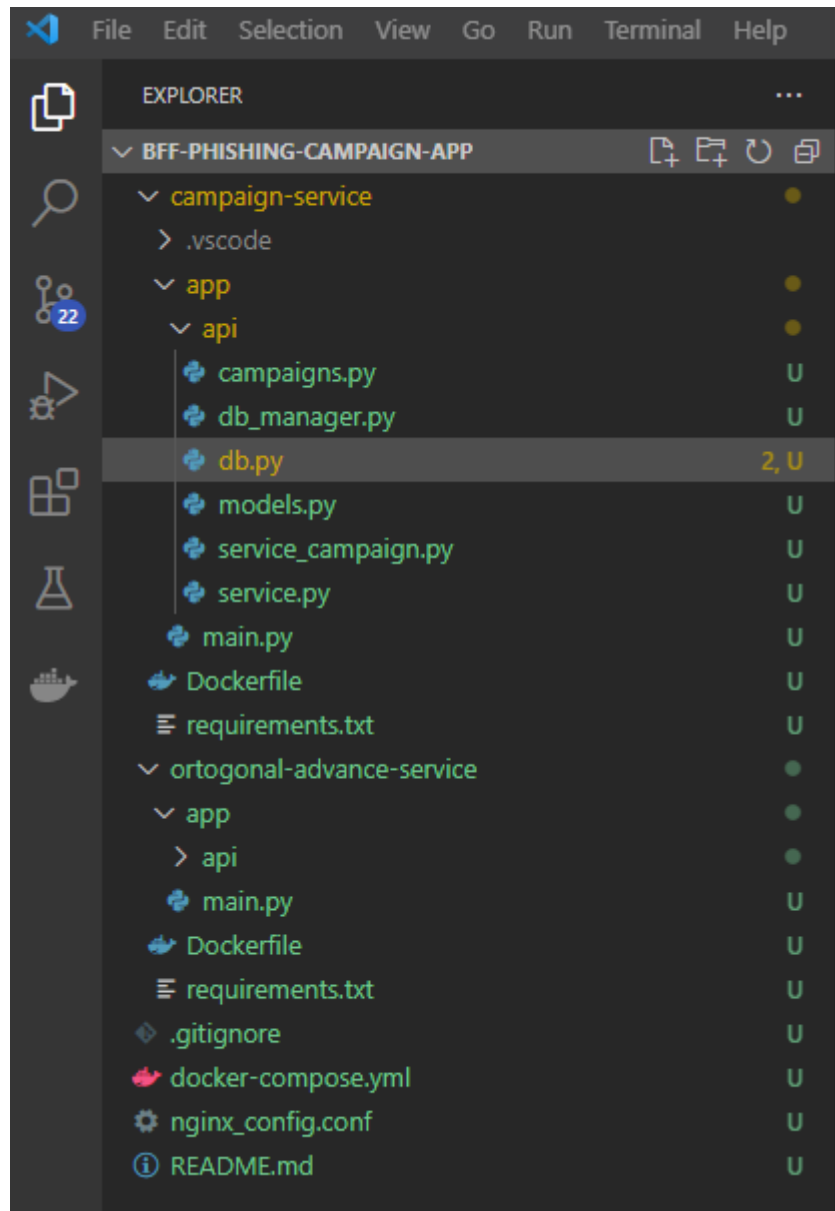 File Edit Selection View Go Run Terminal Help
EXPLORER
BFF-PHISHING-CAMPAIGN-APP
campaign-service
.vscode
app
api
22
campaigns.py U
db_manager.py U
db.py 2, U
models.py U
service_campaign.py U
service.py U
main.py U
Dockerfile U
requirements.txt U
ortogonal-advance-service
app
api
main.py U
Dockerfile U
requirements.txt U
.gitignore U
docker-compose.yml U
nginx_config.conf U
README.md U